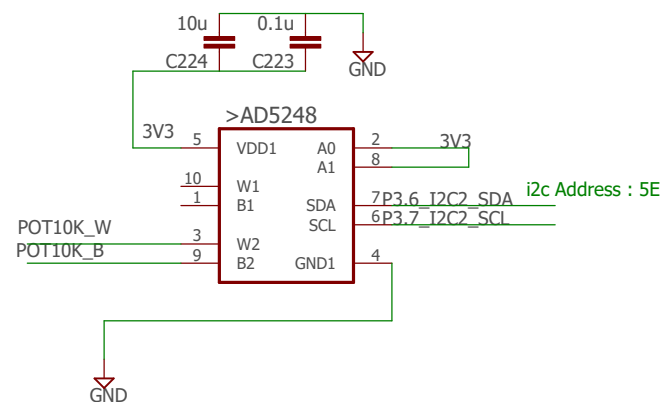 10u
0.1u
C224
C223
GND
>AD5248
3V3
5
VDD1
A0
2
3V3
A1
8
10
W1
1
B1
SDA
7
P3.6_I2C2_SDA
i2c Address : 5E
SCL
6
P3.7_I2C2_SCL
POT10K_W
3
W2
POT10K_B
9
B2
GND1
4
GND